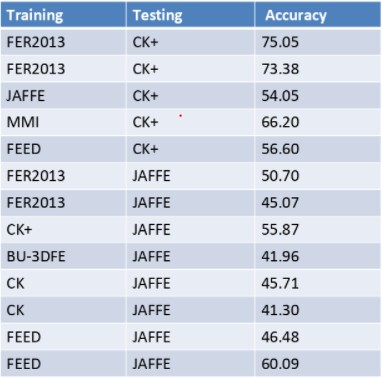 Training Testing Accuracy
FER2013 CK+ 75.05
FER2013 CK+ 73.38
JAFFE CK+ 54.05
MMI CK+ 66.20
FEED CK+ 56.60
FER2013 JAFFE 50.70
FER2013 JAFFE 45.07
CK+ JAFFE 55.87
BU-3DFE JAFFE 41.96
CK JAFFE 45.71
CK JAFFE 41.30
FEED JAFFE 46.48
FEED JAFFE 60.09